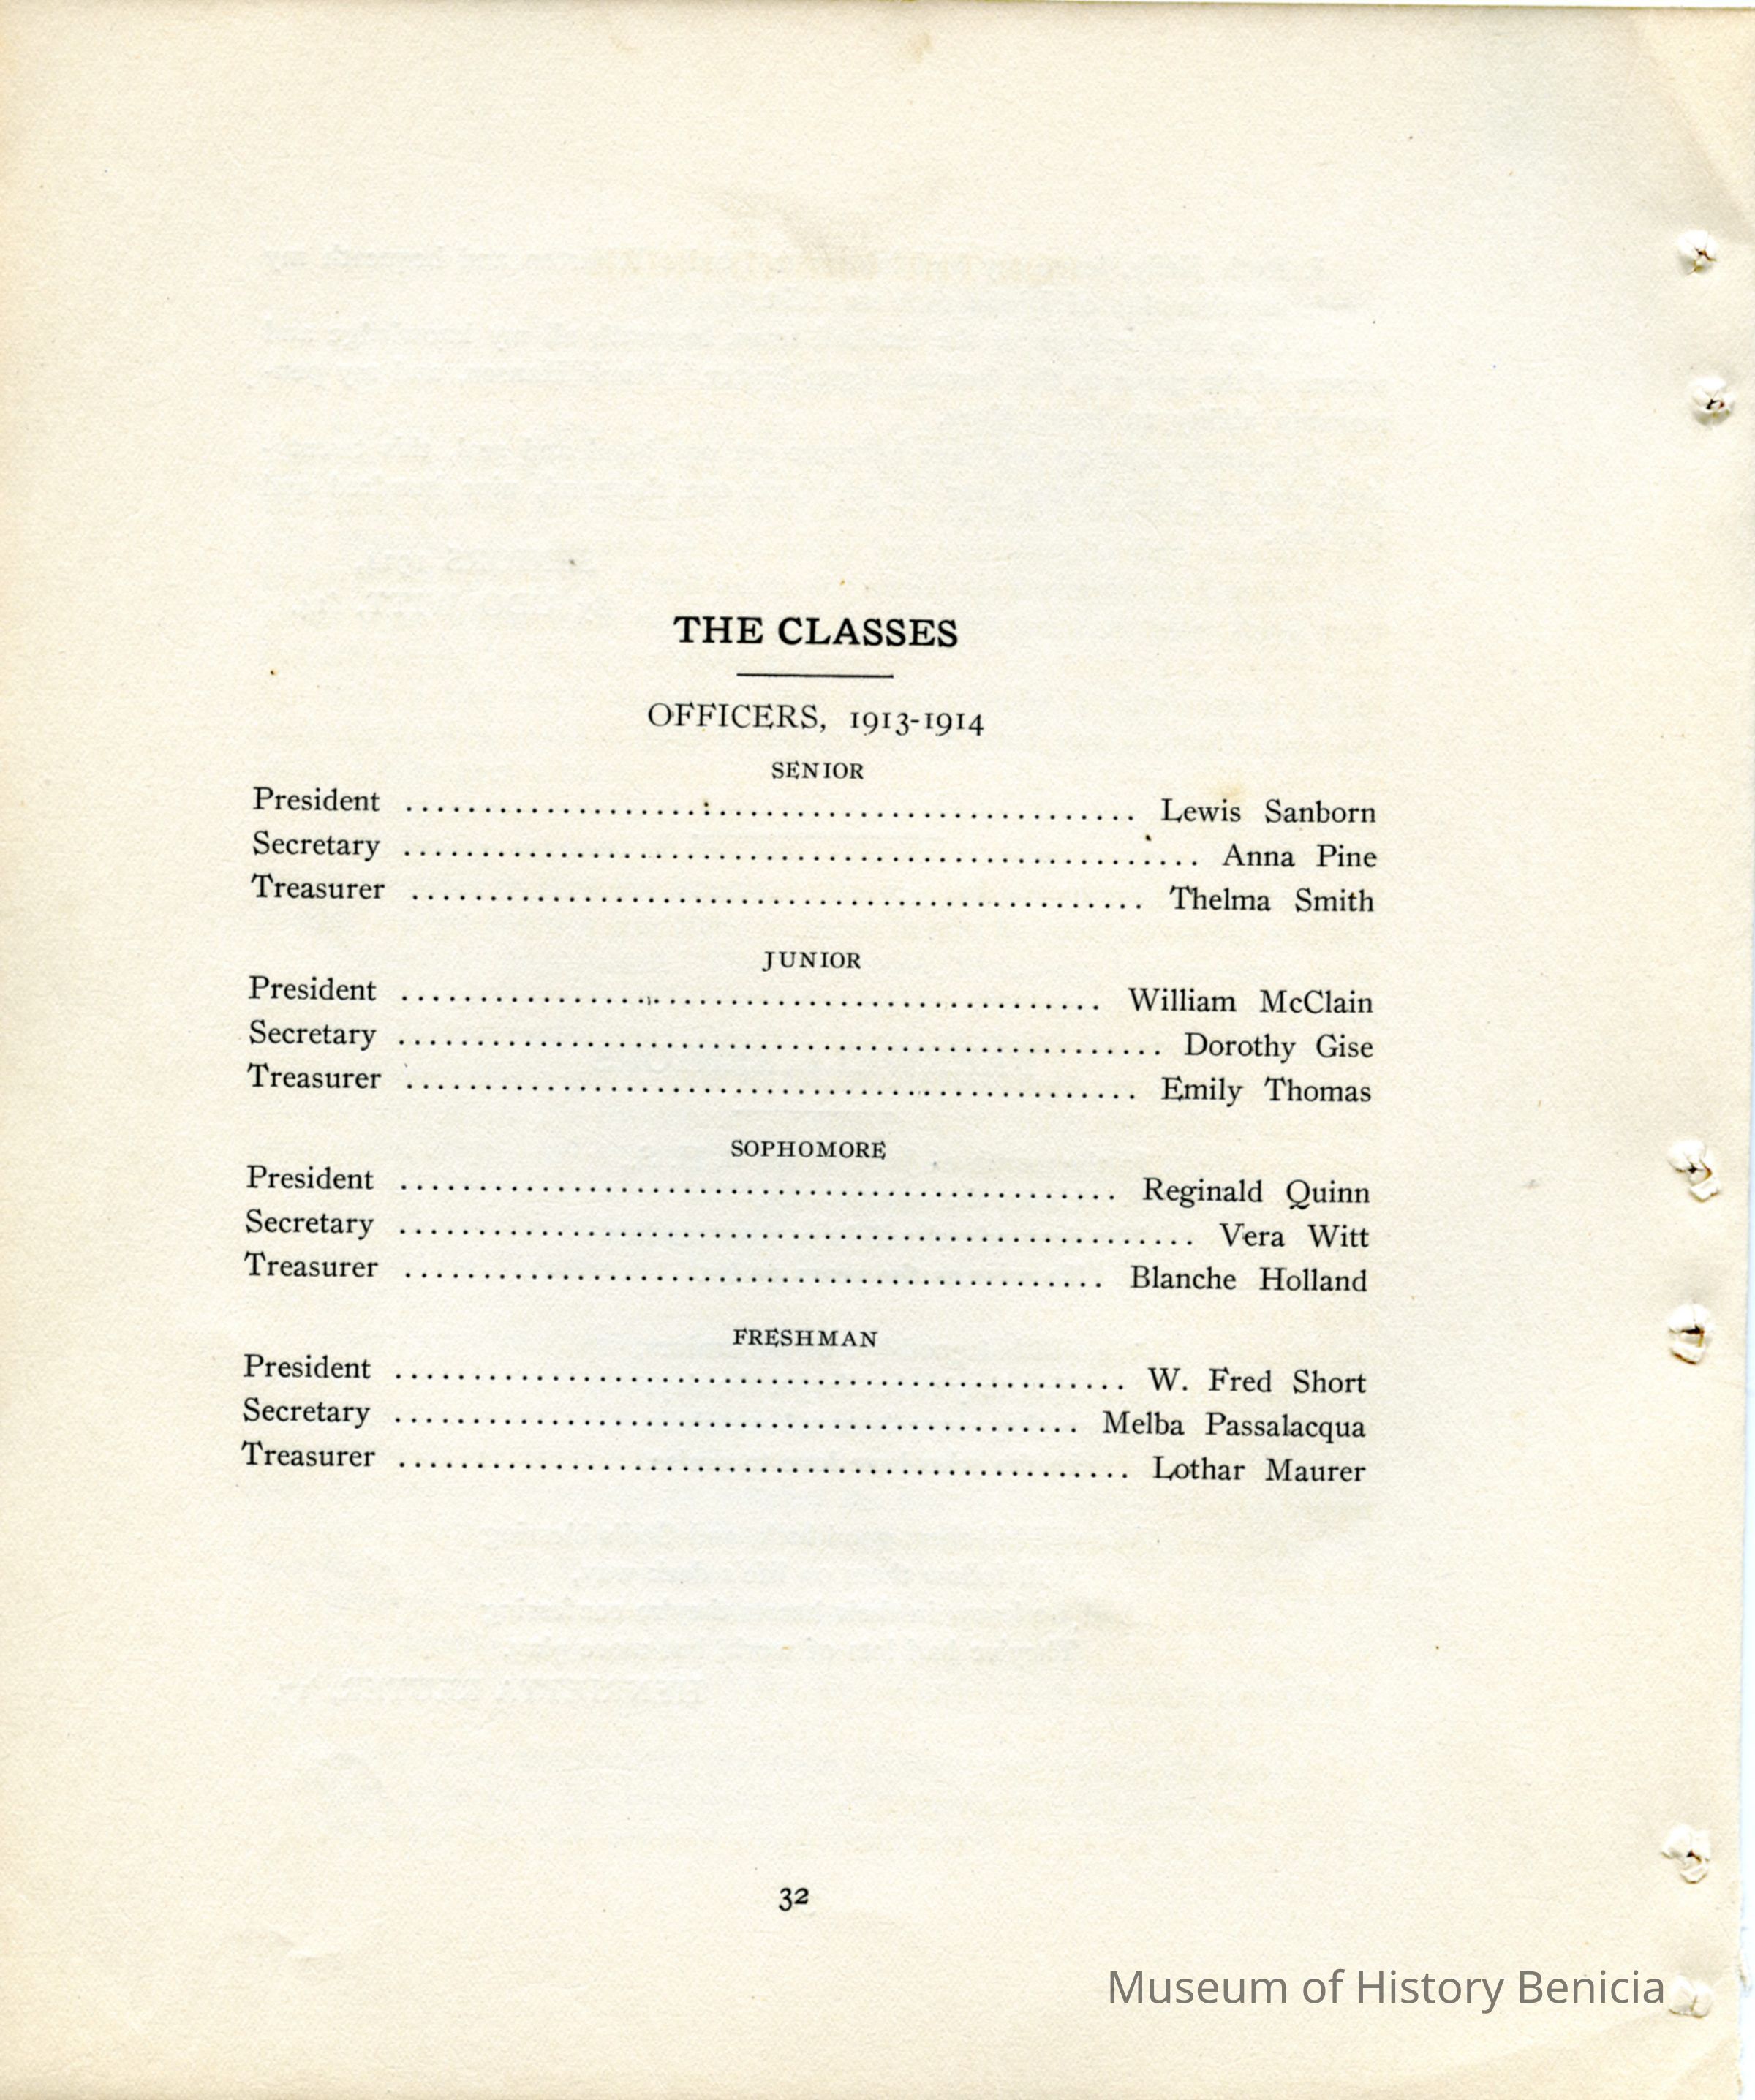 THE CLASSES
OFFICERS, 1913-1914
SENIOR
President ................................................ Lewis Sanborn
Secretary .................................................... Anna Pine
Treasurer ................................................ Thelma Smith
JUNIOR
President .............................................. William McClain
Secretary .................................................. Dorothy Gise
Treasurer ................................................ Emily Thomas
SOPHOMORE
President ............................................... Reginald Quinn
Secretary .................................................... Vera Witt
Treasurer .............................................. Blanche Holland
FRESHMAN
President ................................................ W. Fred Short
Secretary ............................................. Melba Passalacqua
Treasurer ................................................ Lothar Maurer
32
Museum of History Benicia